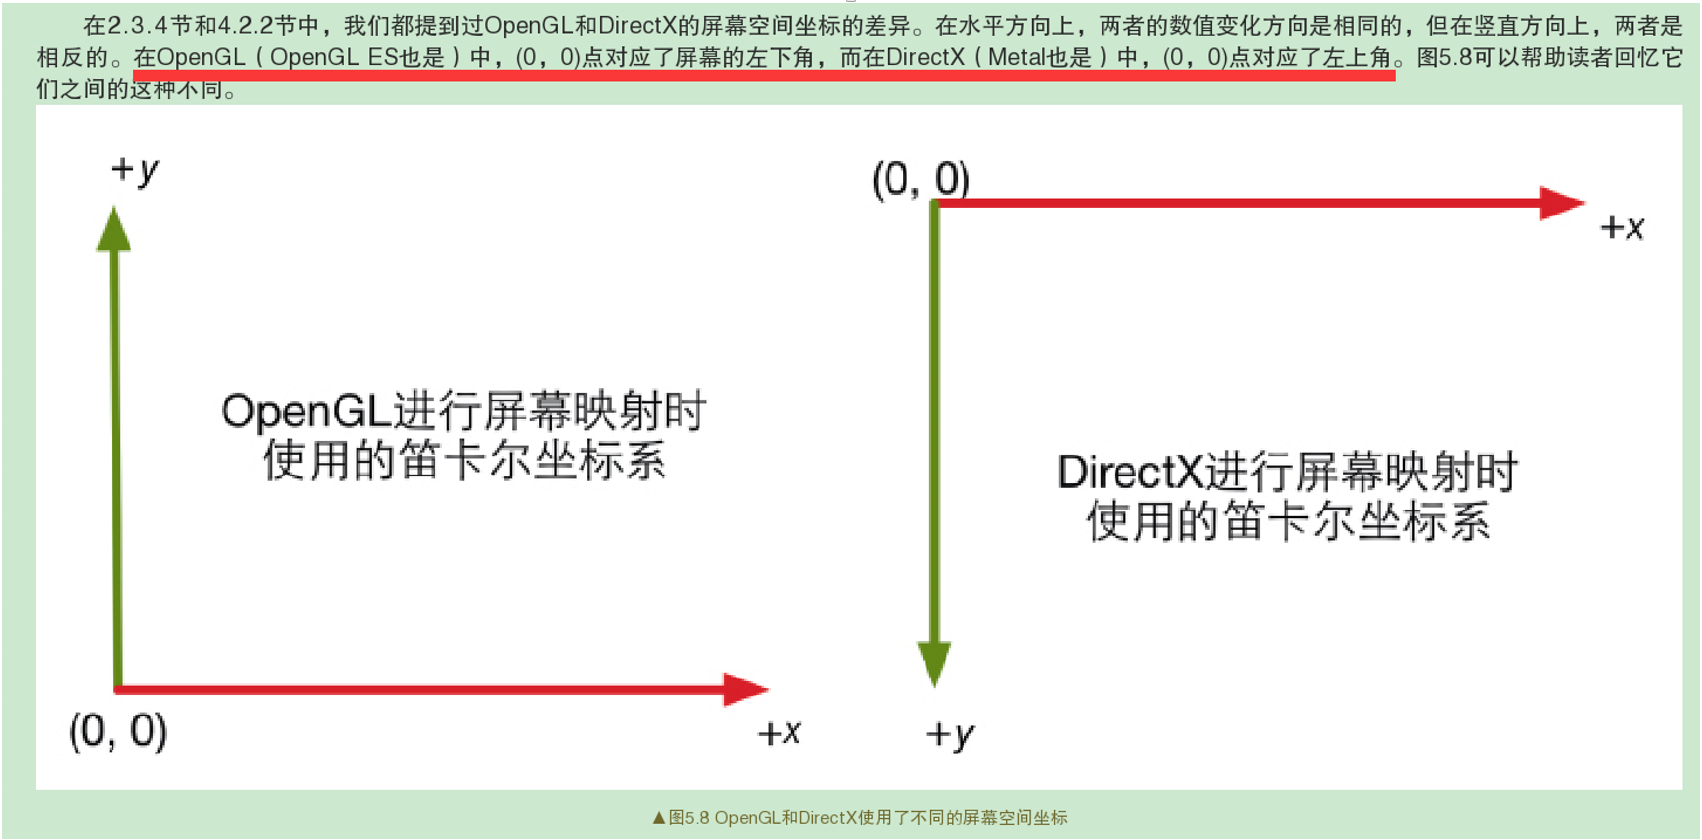 在2.3.4节和4.2.2节中，我们都提到过OpenGL和DirectX的屏幕空间坐标的差异。在水平方向上，两者的数值变化方向是相同的，但在竖直方向上，两者是
相反的。在OpenGL（OpenGL ES也是）中，(0，0)点对应了屏幕的左下角，而在DirectX（Metal也是）中，(0，0)点对应了左上角。图5.8可以帮助读者回忆它
们之间的这种不同。
+y
(0, 0)
+x
OpenGL进行屏幕映射时
使用的笛卡尔坐标系
DirectX进行屏幕映射时
使用的笛卡尔坐标系
(0, 0)
+x
+y
▲图5.8 OpenGL和DirectX使用了不同的屏幕空间坐标